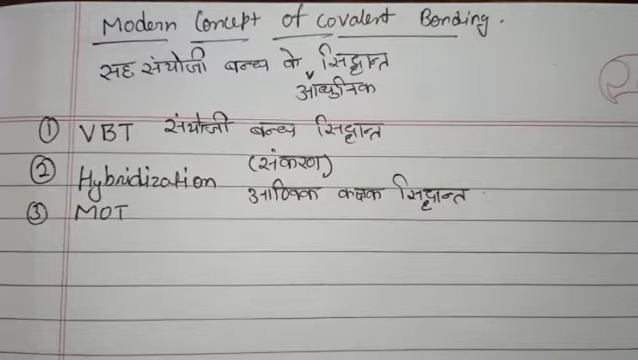 Modern Concept of Covalent Bonding.
सह संयोजी बन्ध के सिद्धान्त
आधुनिक
① VBT संयोजी बन्ध सिद्धान्त
② Hybridization (संकरण)
③ MOT आण्विक कक्षक सिद्धान्त